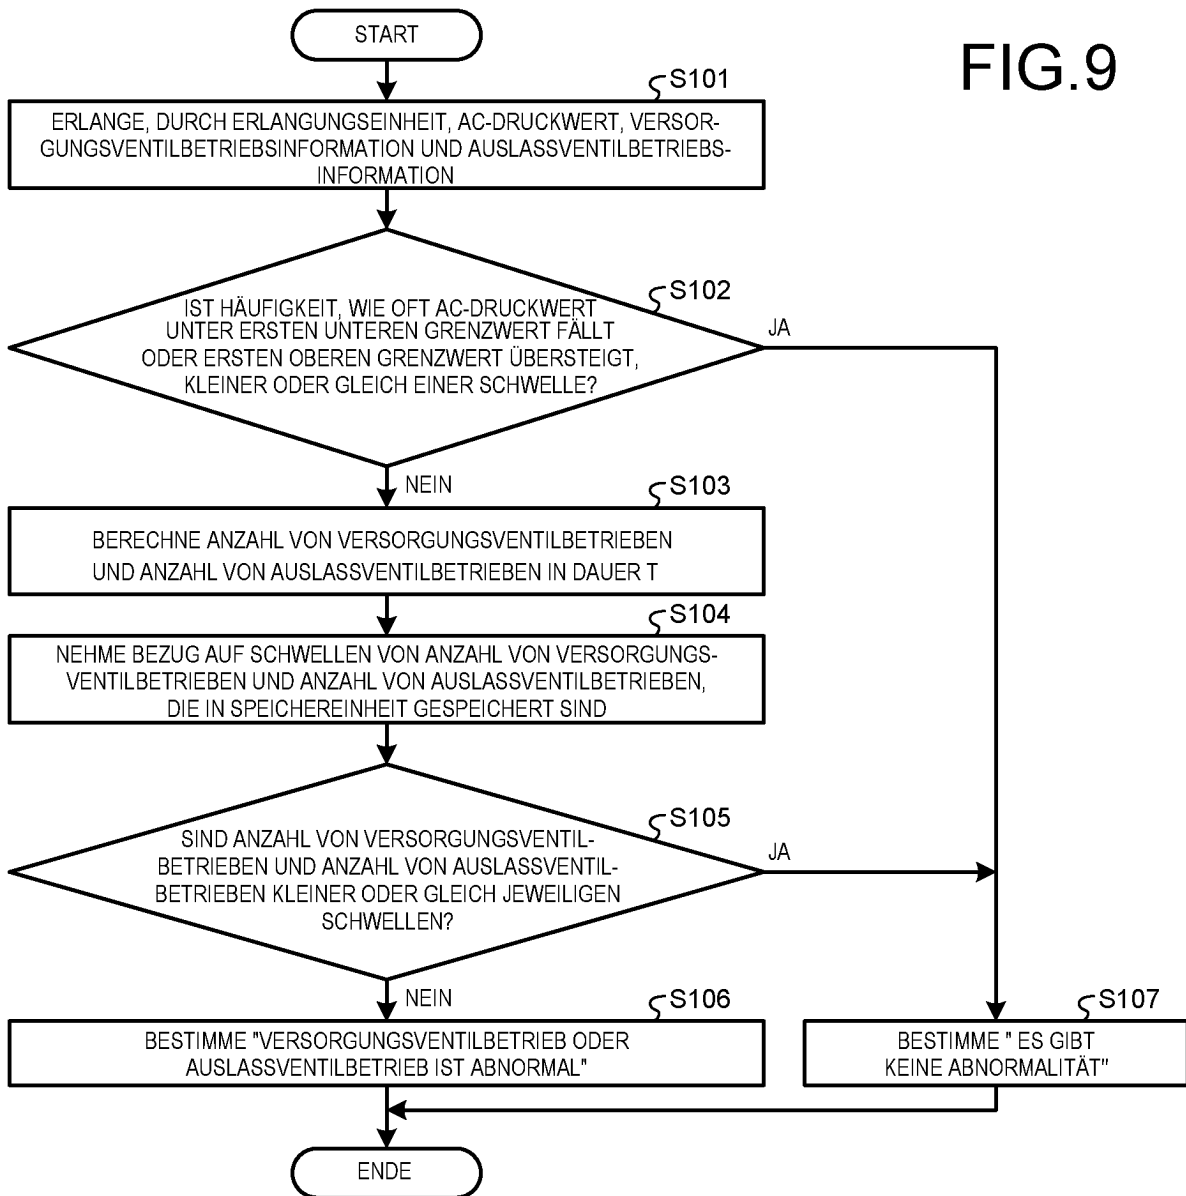 START
FIG.9
S101
ERLANGE, DURCH ERLANGUNGSEINHEIT, AC-DRUCKWERT, VERSOR-
GUNGSVENTILBETRIEBSINFORMATION UND AUSLASSVENTILBETRIEBS-
INFORMATION
S102
IST HÄUFIGKEIT, WIE OFT AC-DRUCKWERT
UNTER ERSTEN UNTEREN GRENZWERT FÄLLT
ODER ERSTEN OBEREN GRENZWERT ÜBERSTEIGT,
KLEINER ODER GLEICH EINER SCHWELLE?
JA
NEIN
S103
BERECHNE ANZAHL VON VERSORGUNGSVENTILBETRIEBEN
UND ANZAHL VON AUSLASSVENTILBETRIEBEN IN DAUER T
S104
NEHME BEZUG AUF SCHWELLEN VON ANZAHL VON VERSORGUNGS-
VENTILBETRIEBEN UND ANZAHL VON AUSLASSVENTILBETRIEBEN,
DIE IN SPEICHEREINHEIT GESPEICHERT SIND
S105
SIND ANZAHL VON VERSORGUNGSVENTIL-
BETRIEBEN UND ANZAHL VON AUSLASSVENTIL-
BETRIEBEN KLEINER ODER GLEICH JEWEILIGEN
SCHWELLEN?
JA
NEIN
S106
BESTIMME "VERSORGUNGSVENTILBETRIEB ODER
AUSLASSVENTILBETRIEB IST ABNORMAL"
S107
BESTIMME " ES GIBT
KEINE ABNORMALITÄT"
ENDE